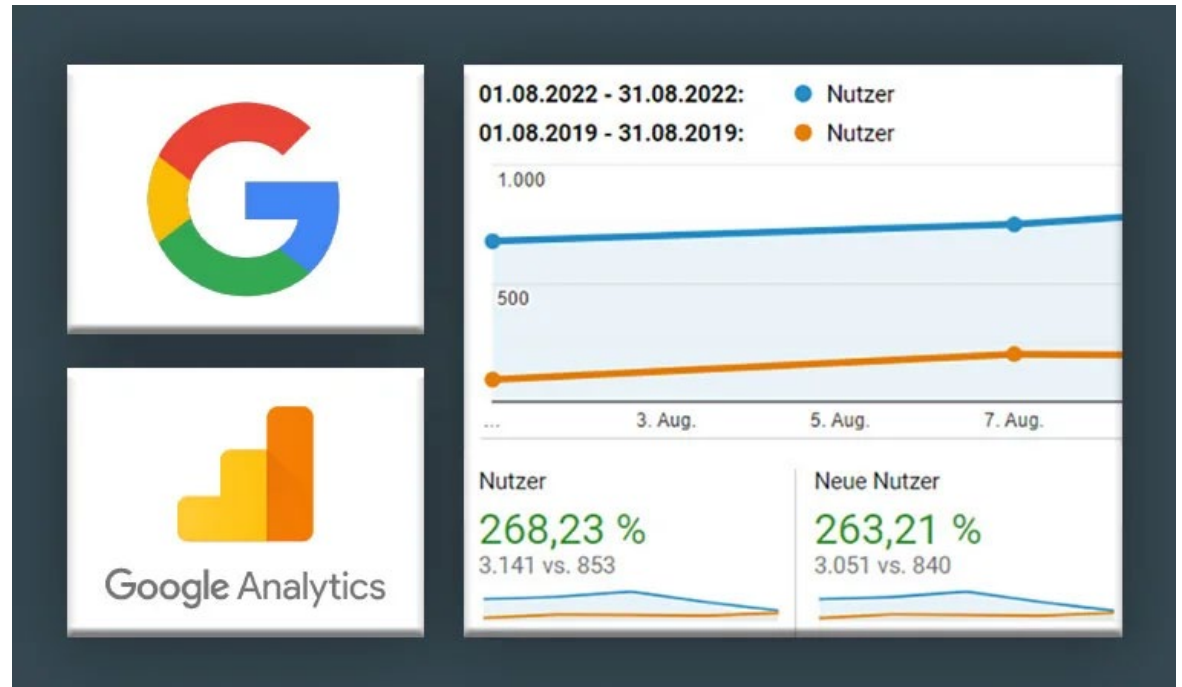 Google Analytics
01.08.2022 - 31.08.2022: Nutzer
01.08.2019 - 31.08.2019: Nutzer
1.000
500
... 3. Aug. 5. Aug. 7. Aug.
Nutzer
268,23 %
3.141 vs. 853
Neue Nutzer
263,21 %
3.051 vs. 840